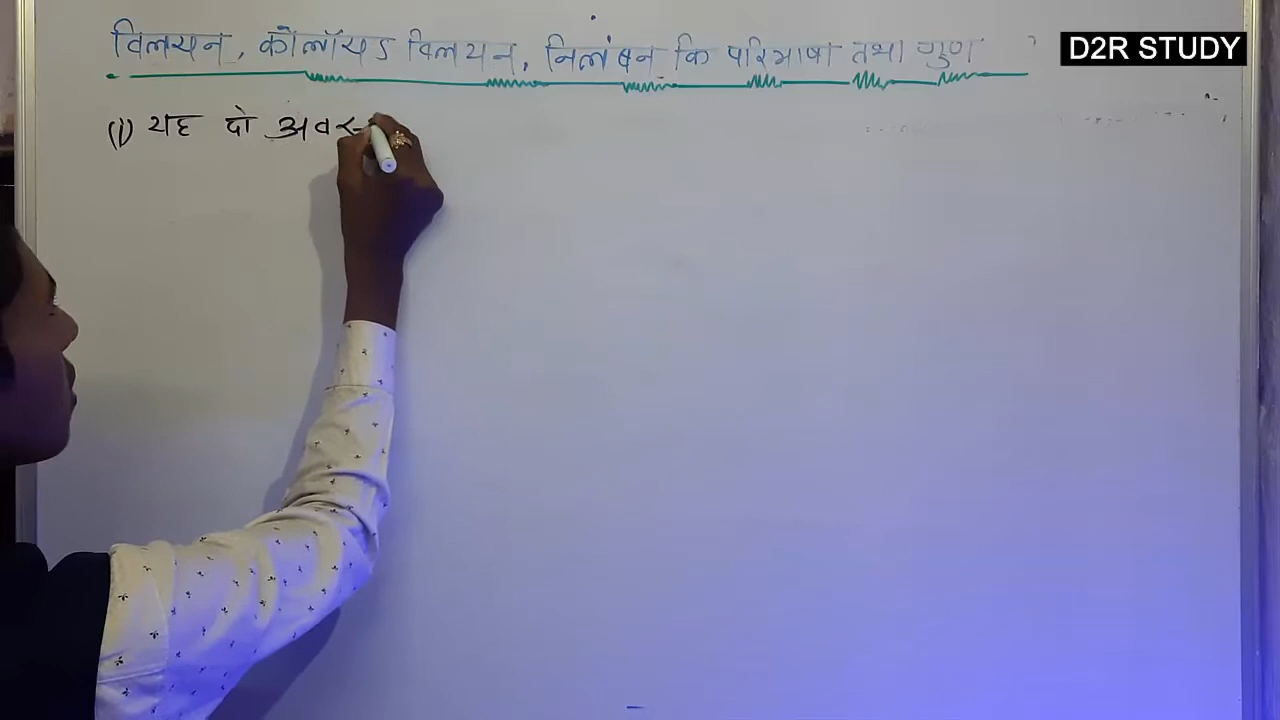 विलयन, कोलॉयड विलयन, निलंबन कि परिभाषा तथा गुण
D2R STUDY
(1) यह दो